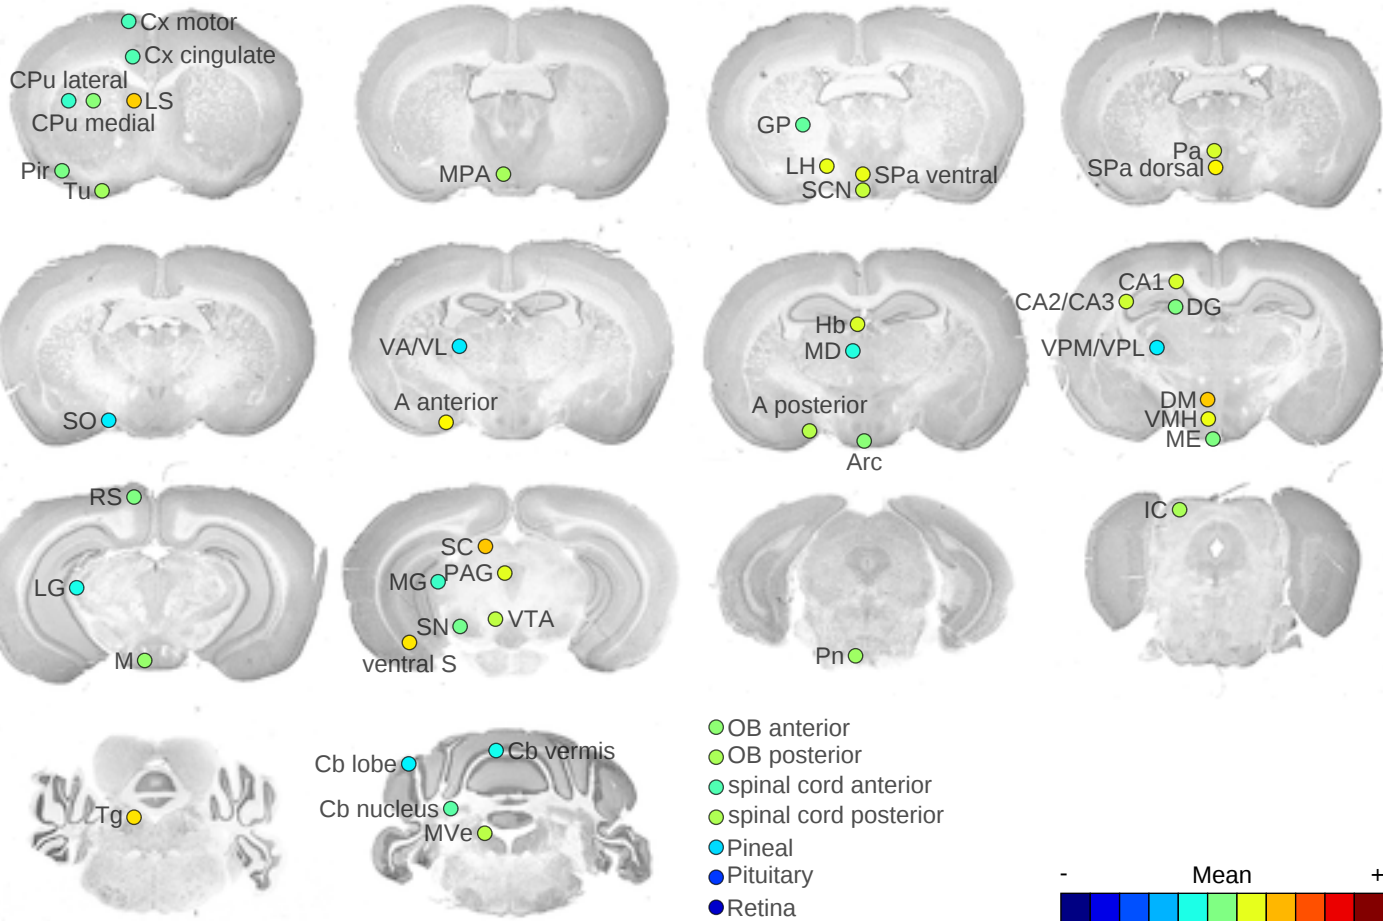 Cx motor
Cx cingulate
CPu lateral
LS
CPu medial
Pir
Tu
MPA
GP
LH
SPa ventral
SCN
Pa
SPa dorsal
SO
VA/VL
A anterior
Hb
MD
A posterior
Arc
CA1
CA2/CA3
DG
VPM/VPL
DM
VMH
ME
RS
LG
M
SC
PAG
MG
VTA
SN
ventral S
Pn
IC
Tg
Cb lobe
Cb vermis
Cb nucleus
MVe
OB anterior
OB posterior
spinal cord anterior
spinal cord posterior
Pineal
Pituitary
Retina
- Mean +